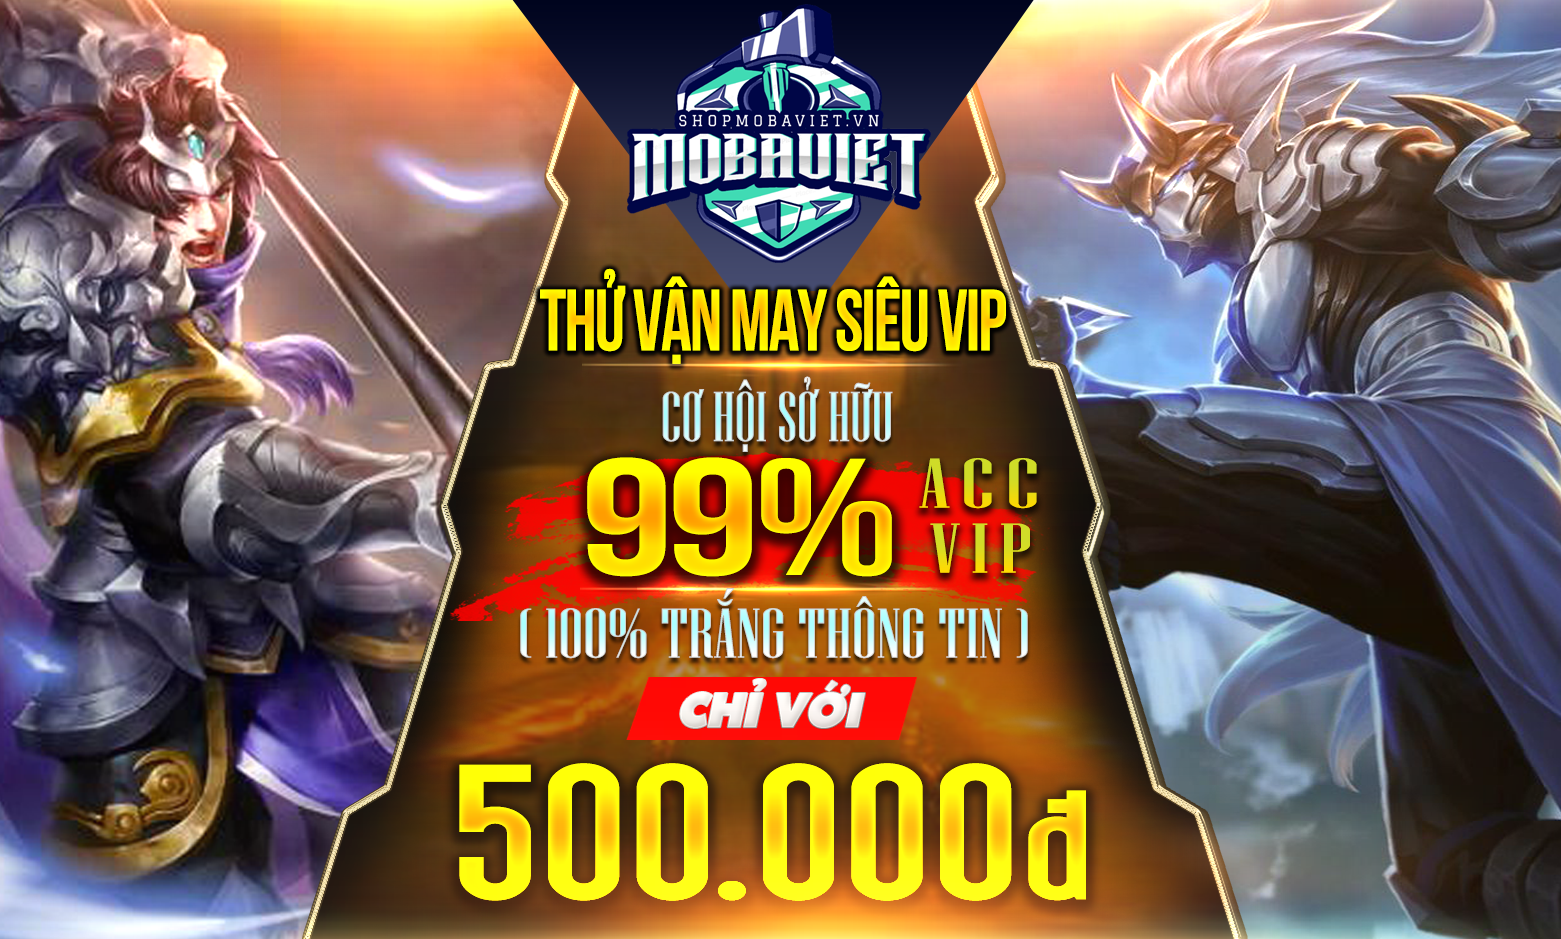 SHOPMOBAVIET.VN
MOBAVIET
THỬ VẬN MAY SIÊU VIP
CƠ HỘI SỞ HỮU
99% ACC VIP
( 100% TRẮNG THÔNG TIN )
CHỈ VỚI
500.000đ